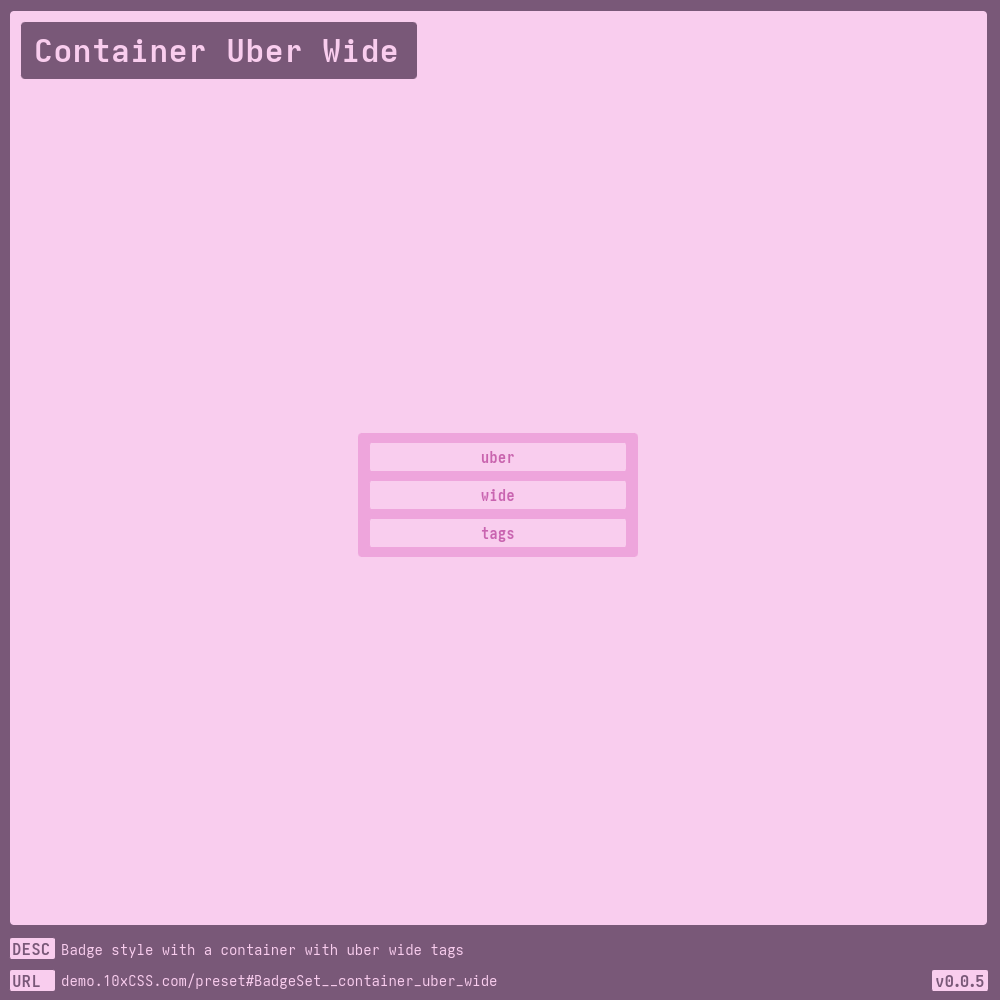 Container Uber Wide
uber
wide
tags
DESC Badge style with a container with uber wide tags
URL demo.10xCSS.com/preset#BadgeSet__container_uber_wide
v0.0.5